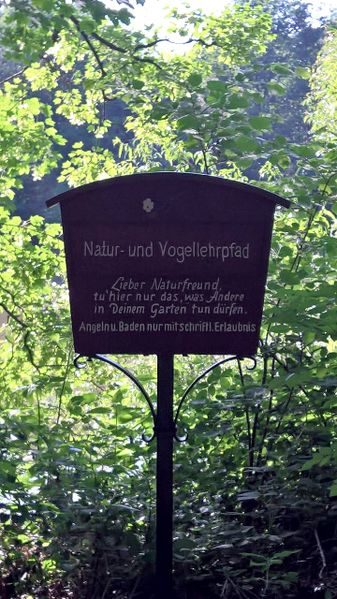 Natur- und Vogellehrpfad
Lieber Naturfreund,
tu' hier nur das, was Andere
in Deinem Garten tun dürfen.
Angeln u. Baden nur mit schriftl. Erlaubnis